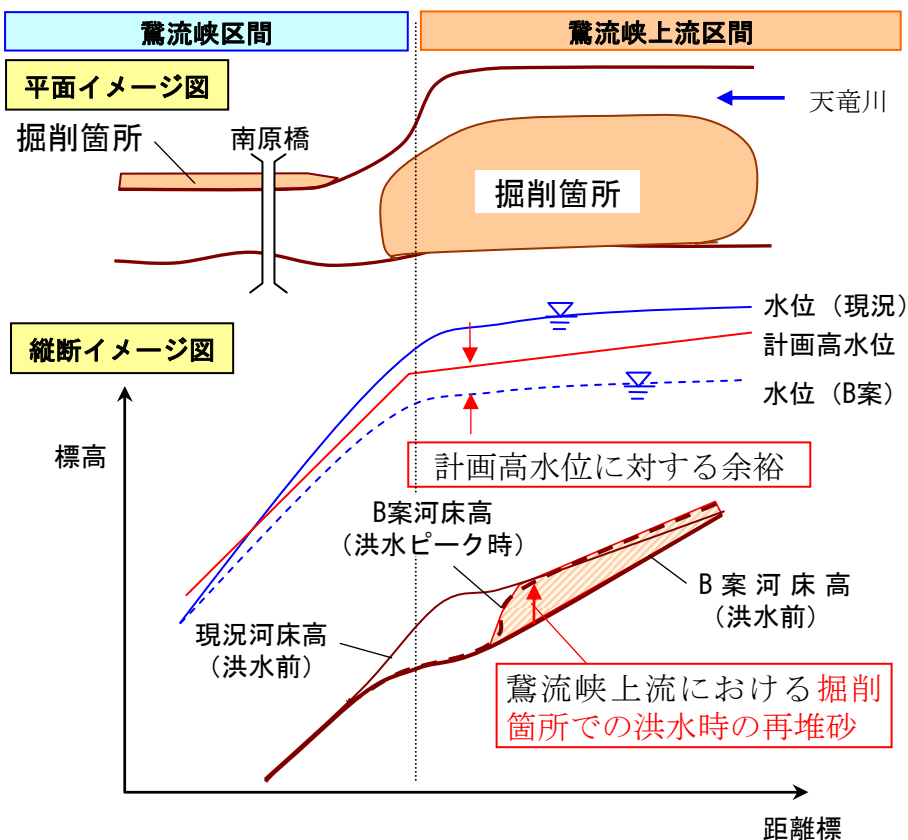 鵞流峡区間
鵞流峡上流区間
平面イメージ図
天竜川
掘削箇所
南原橋
掘削箇所
水位（現況）
計画高水位
縦断イメージ図
水位（B案）
標高
計画高水位に対する余裕
B案河床高
（洪水ピーク時）
B案河床高
（洪水前）
現況河床高
（洪水前）
鵞流峡上流における掘削
箇所での洪水時の再堆砂
距離標